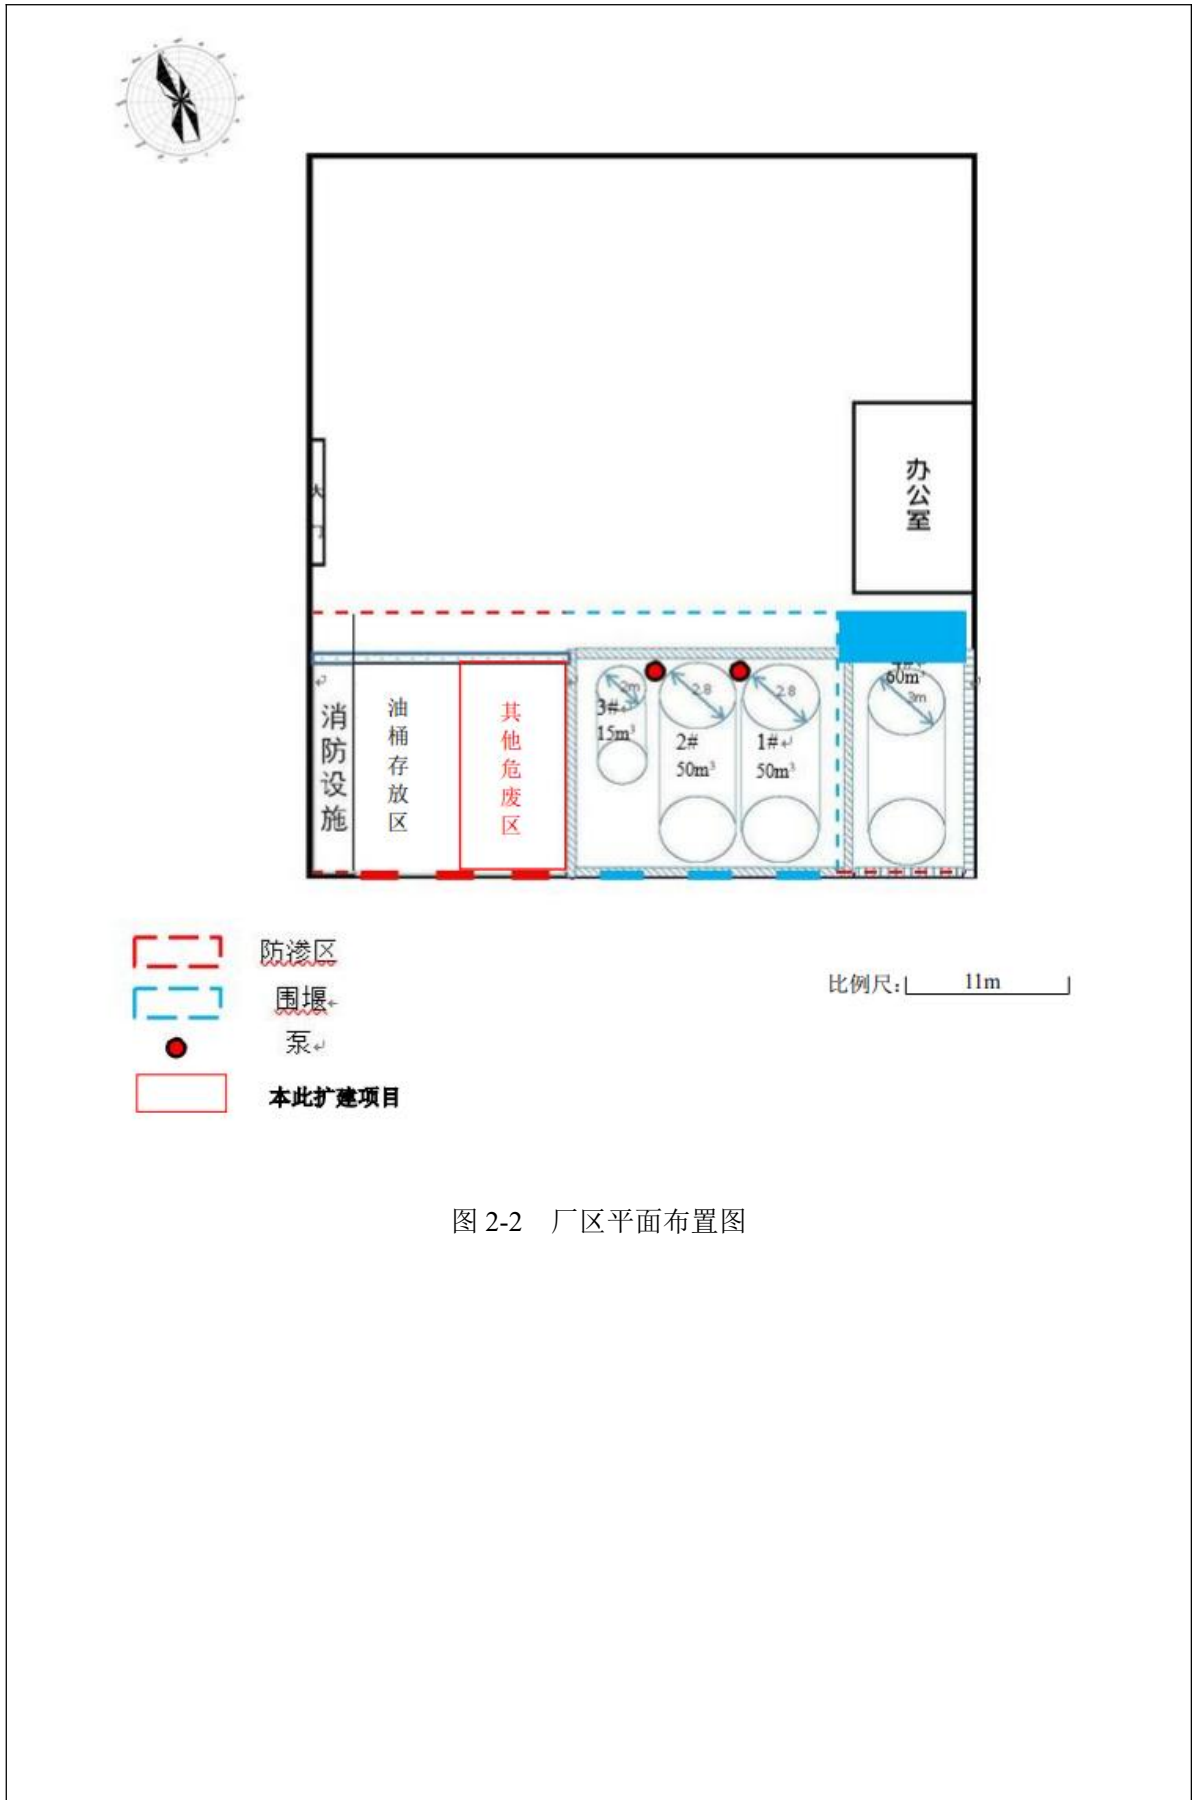 办公室
大门
4#
60m³
3m
2m
2.8
2.8
3#
15m³
2#
50m³
1#
50m³
消防设施
油桶存放区
其他危废区
防渗区
围堰
泵
本此扩建项目
比例尺：
11m
图 2-2 厂区平面布置图